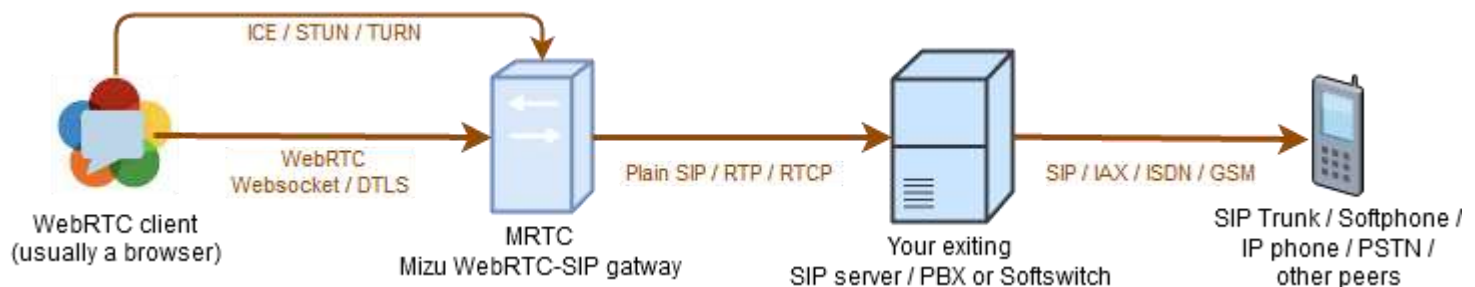 ICE / STUN / TURN
WebRTC
Websocket / DTLS
Plain SIP / RTP / RTCP
SIP / IAX / ISDN / GSM
WebRTC client
(usually a browser)
MRTC
Mizu WebRTC-SIP gatway
Your exiting
SIP server / PBX or Softswitch
SIP Trunk / Softphone /
IP phone / PSTN /
other peers